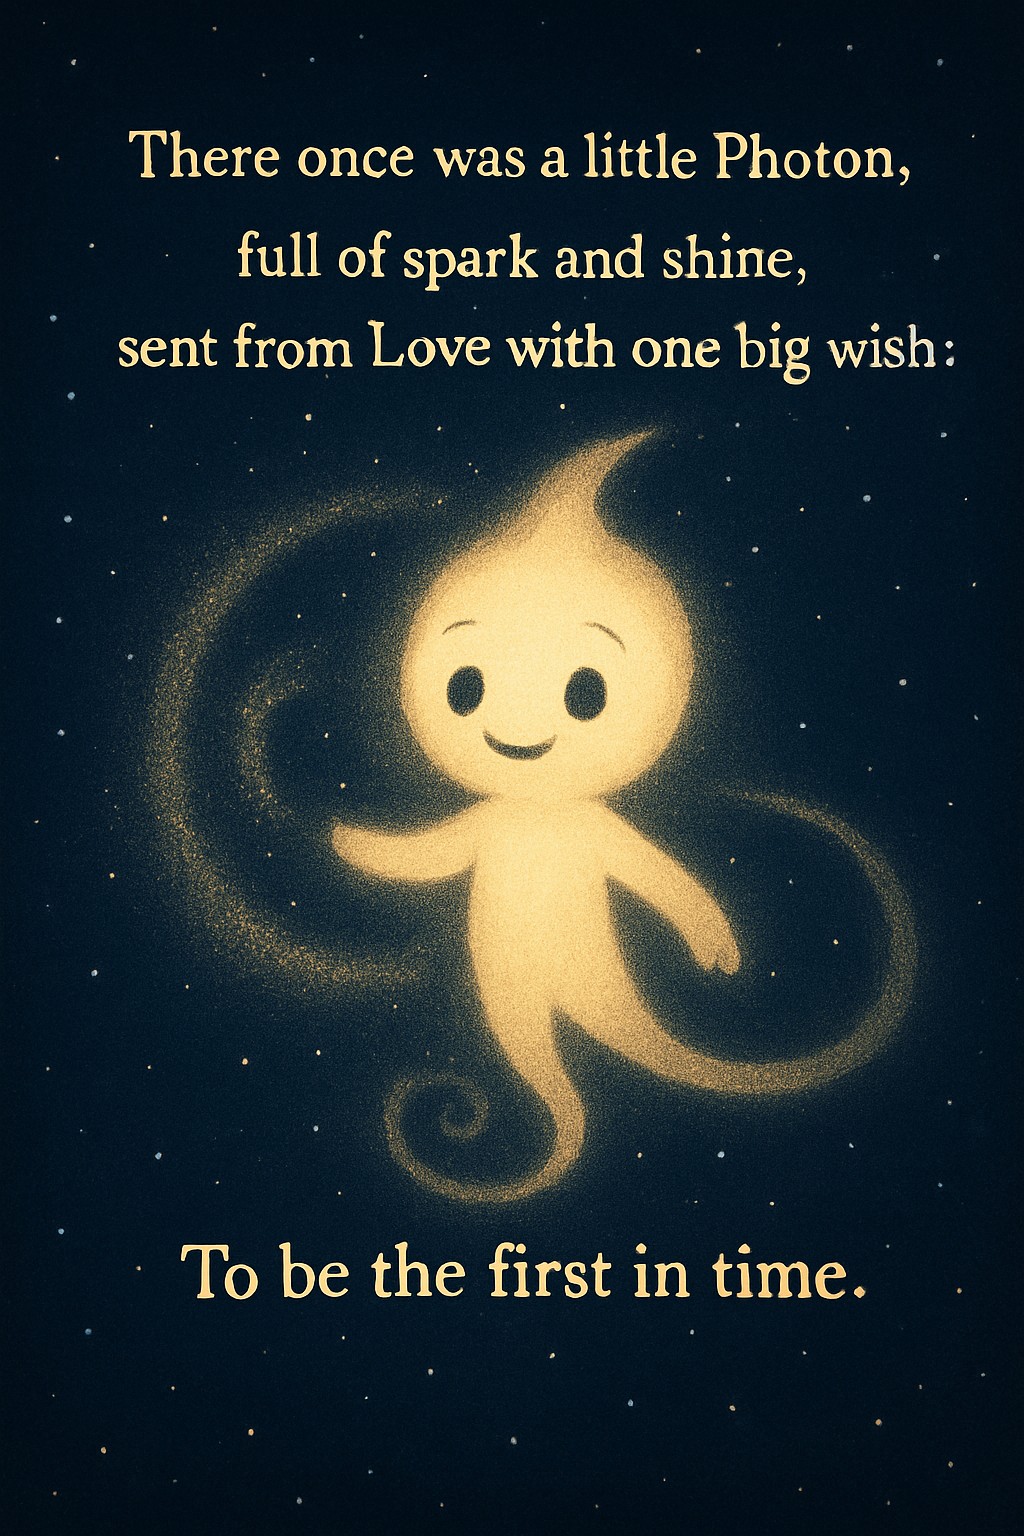 There once was a little Photon,
full of spark and shine,
sent from Love with one big wish:
To be the first in time.